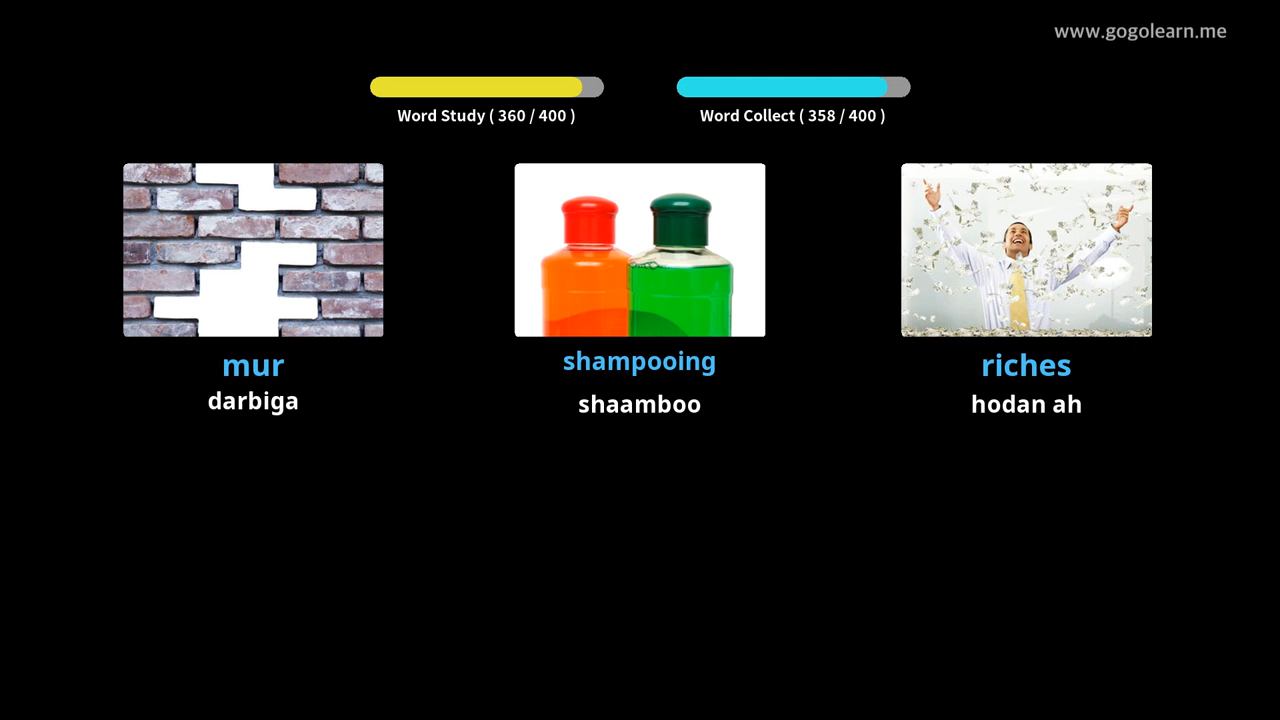 www.gogolearn.me
Word Study ( 360 / 400 )
Word Collect ( 358 / 400 )
mur
darbiga
shampooing
shaamboo
riches
hodan ah